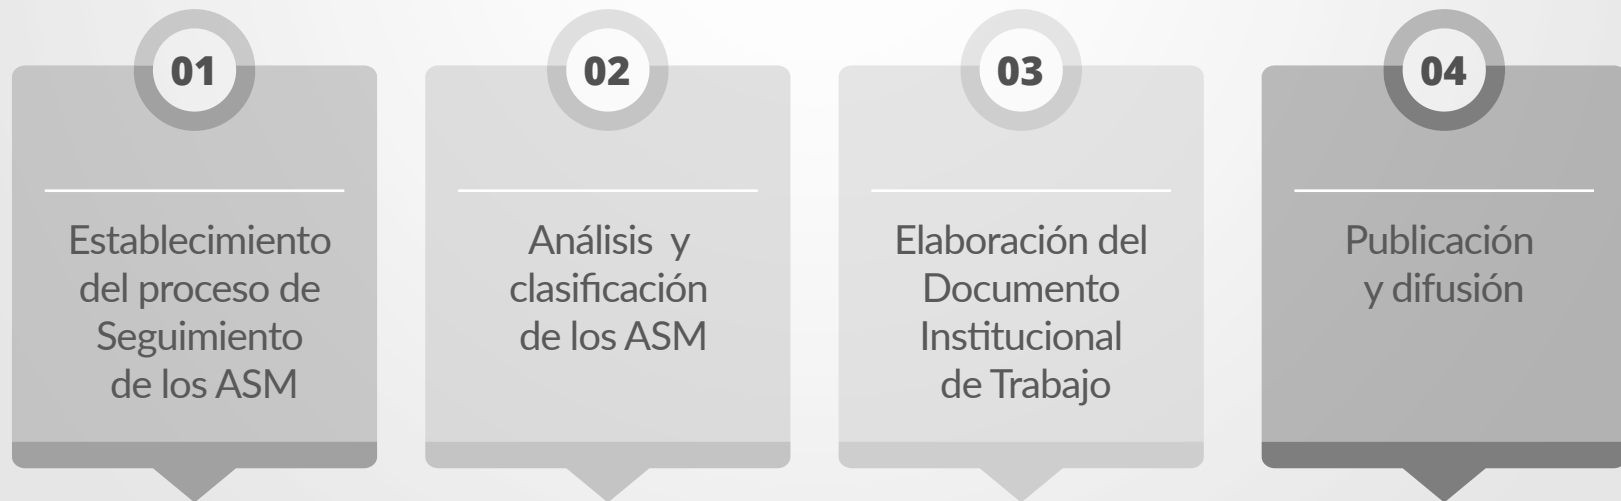 01
Establecimiento
del proceso de
Seguimiento
de los ASM
02
Análisis y
clasificación
de los ASM
03
Elaboración del
Documento
Institucional
de Trabajo
04
Publicación
y difusión